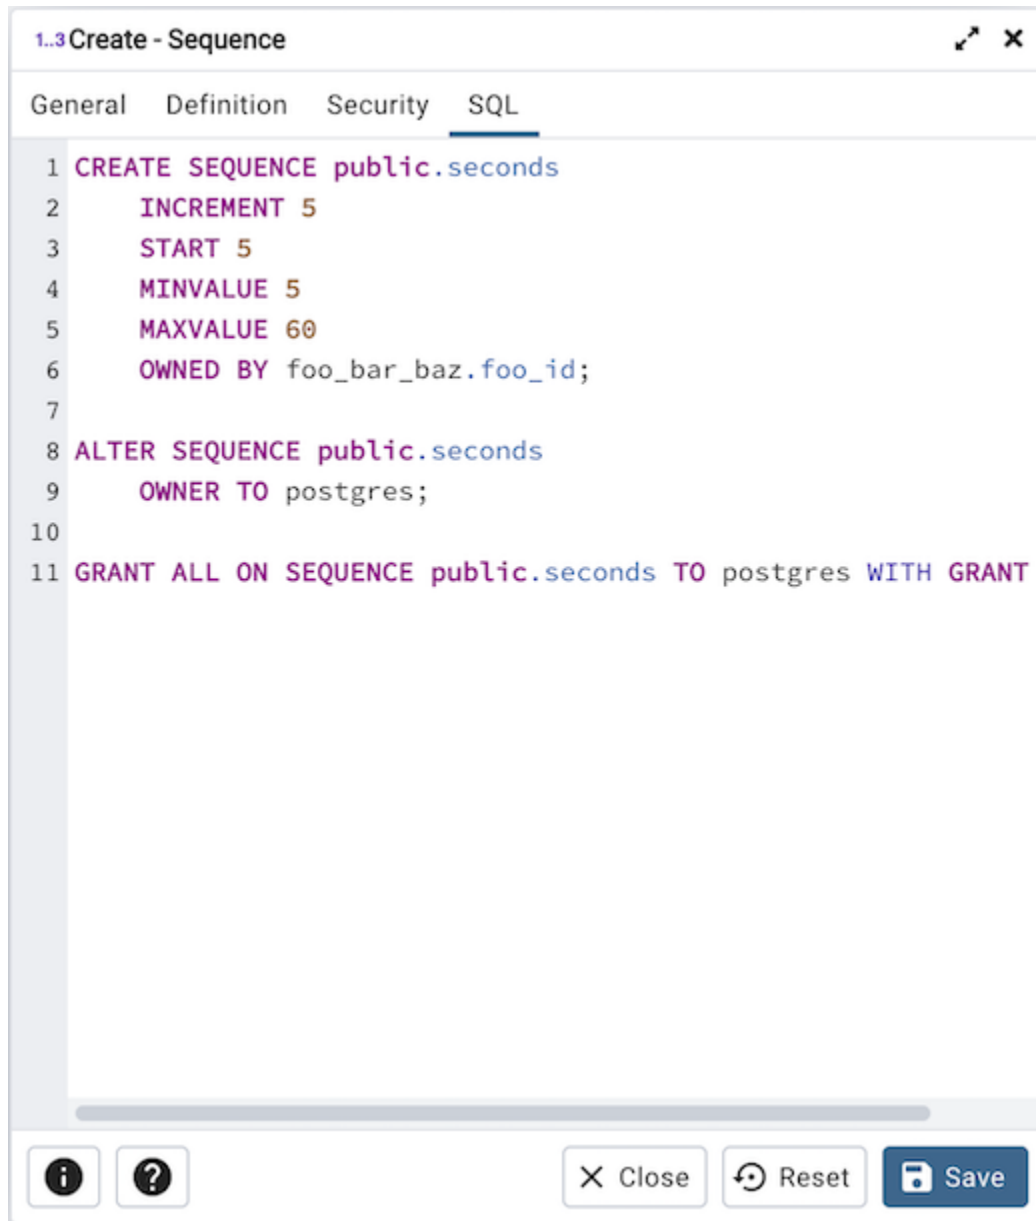 1..3 Create - Sequence
General Definition Security SQL
1 CREATE SEQUENCE public.seconds
2 INCREMENT 5
3 START 5
4 MINVALUE 5
5 MAXVALUE 60
6 OWNED BY foo_bar_baz.foo_id;
7
8 ALTER SEQUENCE public.seconds
9 OWNER TO postgres;
10
11 GRANT ALL ON SEQUENCE public.seconds TO postgres WITH GRANT
Close Reset Save